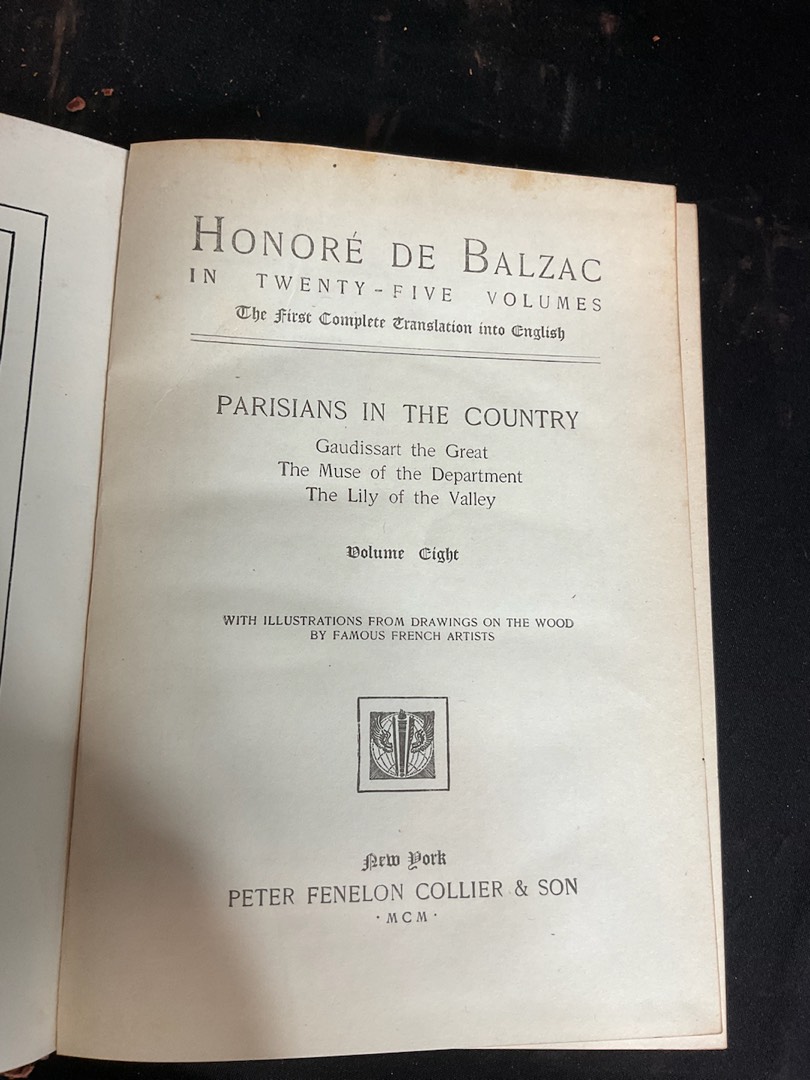 HONORÉ DE BALZAC
IN TWENTY-FIVE VOLUMES
The First Complete Translation into English
PARISIANS IN THE COUNTRY
Gaudissart the Great
The Muse of the Department
The Lily of the Valley
Volume Eight
WITH ILLUSTRATIONS FROM DRAWINGS ON THE WOOD
BY FAMOUS FRENCH ARTISTS
New York
PETER FENELON COLLIER & SON
·MCM·